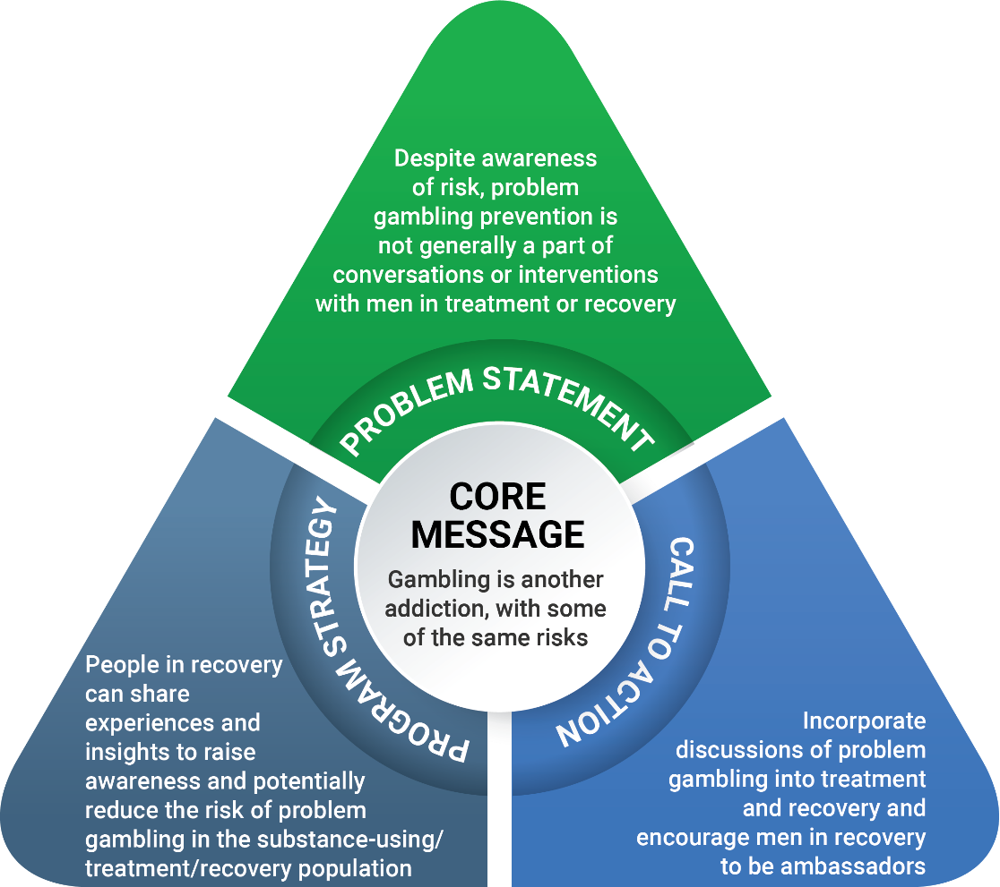 Despite awareness
of risk, problem
gambling prevention is
not generally a part of
conversations or interventions
with men in treatment or recovery
PROBLEM STATEMENT
CORE
MESSAGE
Gambling is another
addiction, with some
of the same risks
PROGRAM STRATEGY
People in recovery
can share
experiences and
insights to raise
awareness and potentially
reduce the risk of problem
gambling in the substance-using/
treatment/recovery population
CALL TO ACTION
Incorporate
discussions of problem
gambling into treatment
and recovery and
encourage men in recovery
to be ambassadors